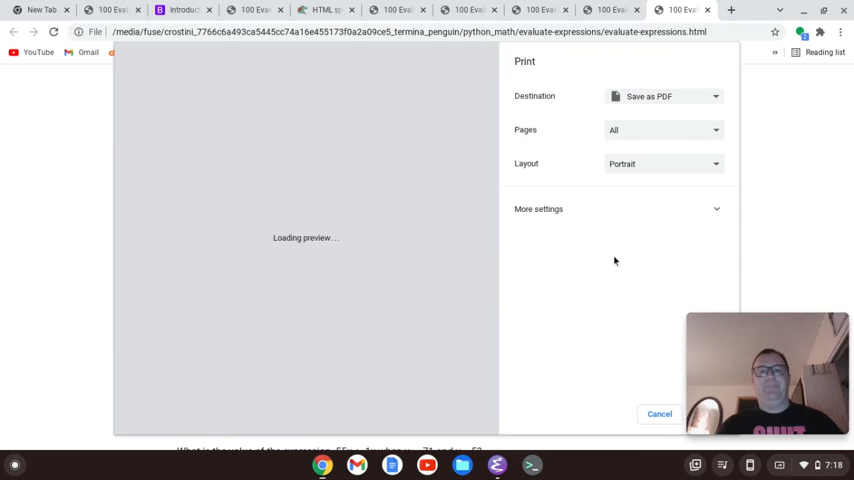 New Tab
100 Eval
Introduc
100 Eval
HTML sp
100 Eval
100 Eval
100 Eval
100 Eval
100 Eval
File
/media/fuse/crostini_7766c6a493ca5445cc74a16e455173f0a2a09ce5_termina_penguin/python_math/evaluate-expressions/evaluate-expressions.html
YouTube
Gmail
»
Reading list
Print
Destination
Save as PDF
Pages
All
Layout
Portrait
More settings
Loading preview...
Cancel
7:18